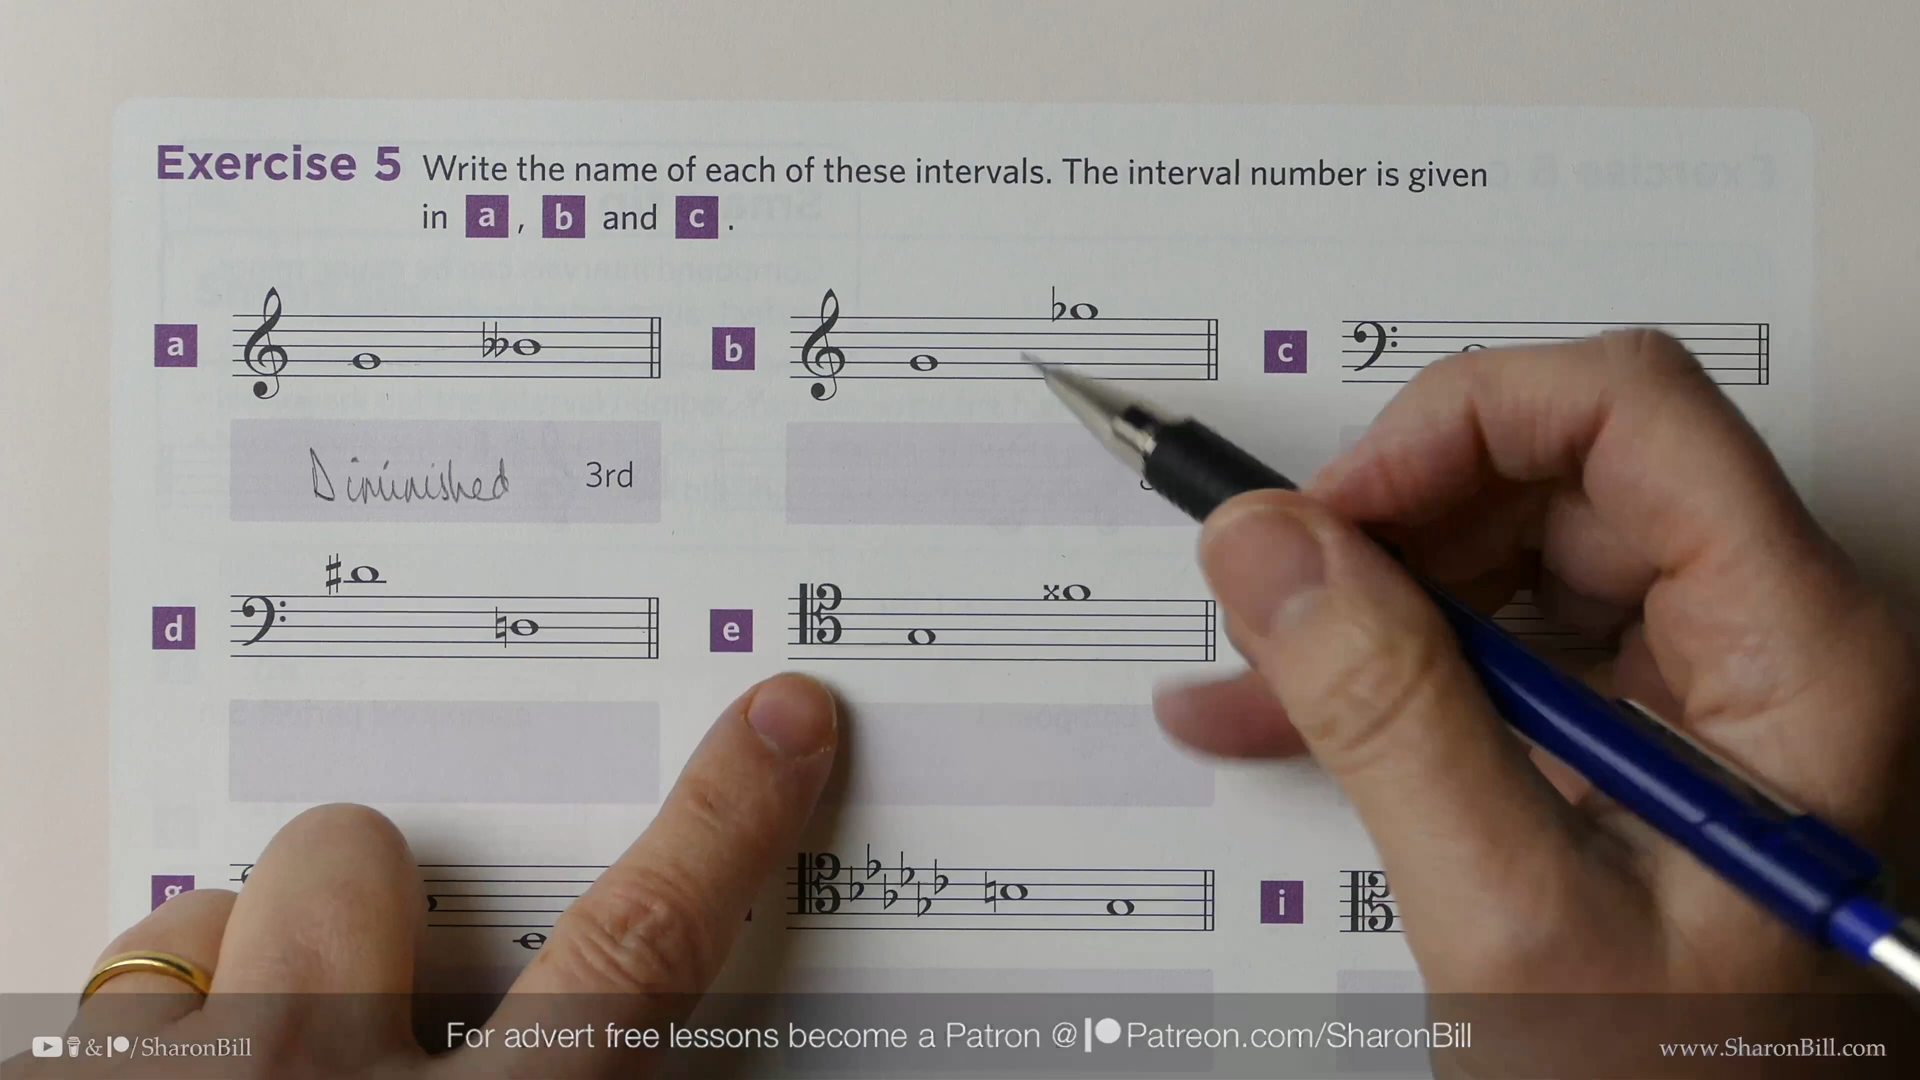 Exercise 5 Write the name of each of these intervals. The interval number is given
in a , b and c .
a
b
c
Diminished 3rd
d
e
g
i
For advert free lessons become a Patron @ Patreon.com/SharonBill
& /SharonBill
www.SharonBill.com